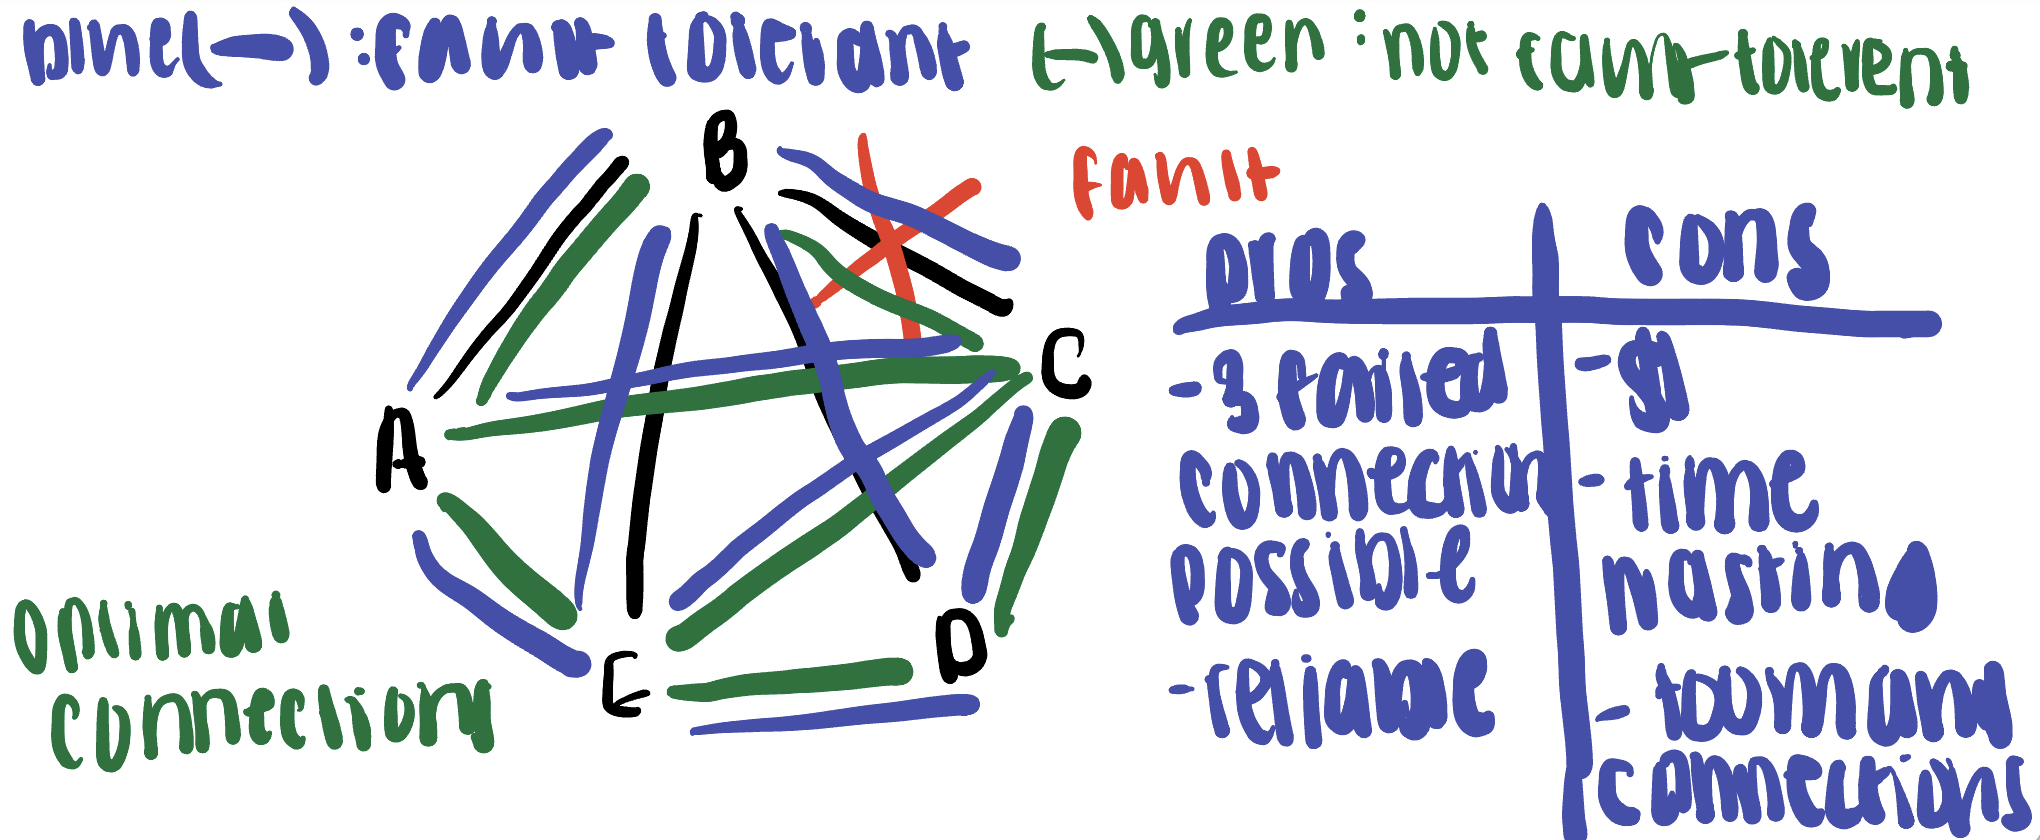 blue(—) : fault tolerant (—) green : not fault-tolerent
fault
B
C
A
D
E
optimal
connections
pros
cons
- 3 failed
connection
possible
- reliable
- $$
- time
wasting
- too many
connections